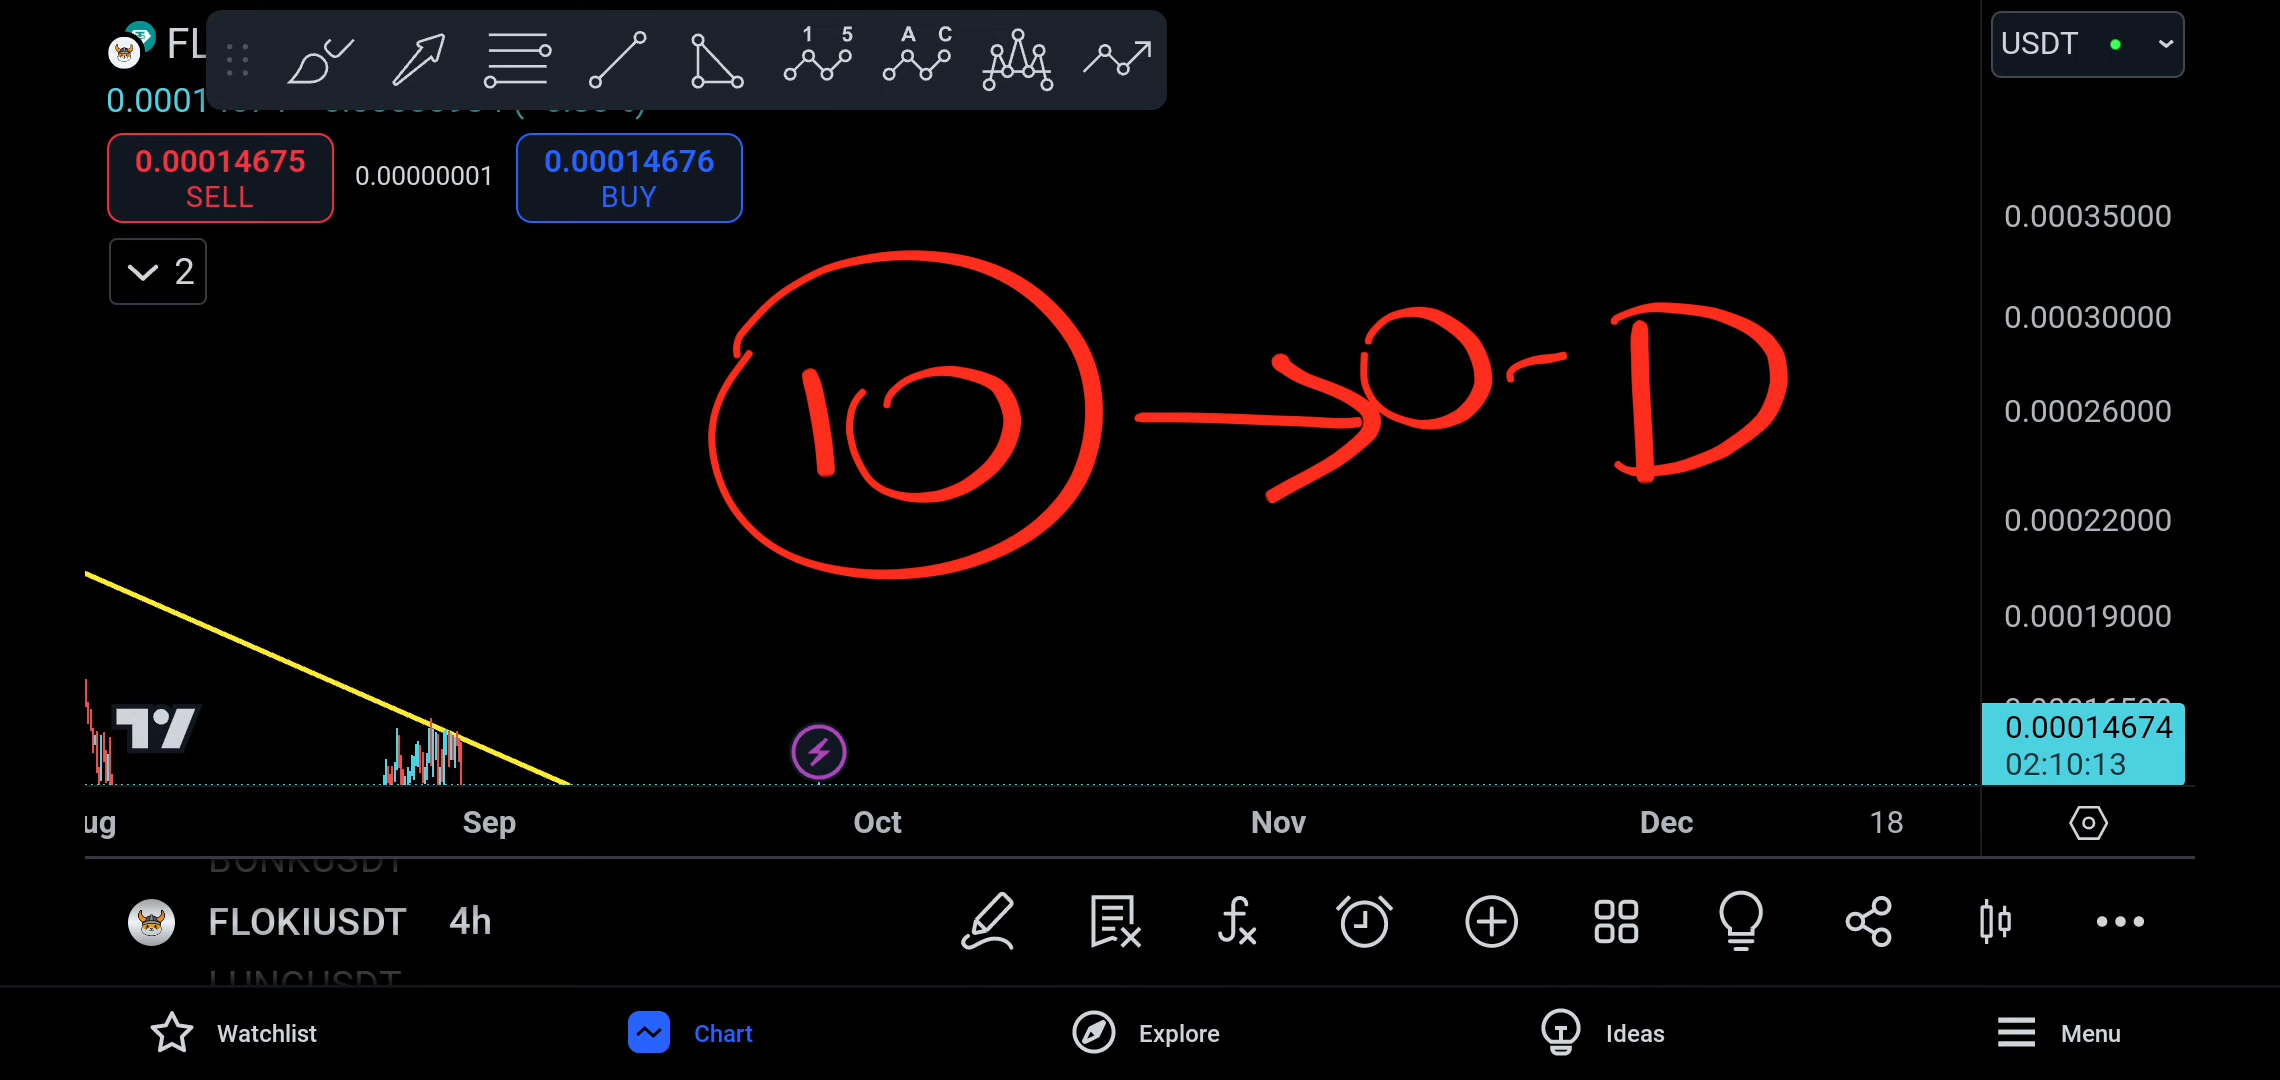 FL
1 5 A C
USDT
0.0001
0.00014675 SELL
0.00000001
0.00014676 BUY
2
0.00035000
0.00030000
0.00026000
0.00022000
0.00019000
10 → O - D
0.00014674
02:10:13
ug Sep Oct Nov Dec 18
BONKUSDT
FLOKIUSDT 4h
LUNCUSDT
Watchlist Chart Explore Ideas Menu